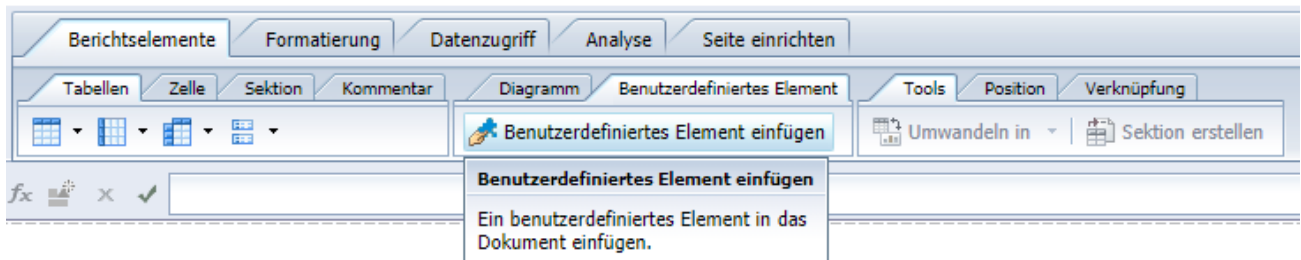 Berichtselemente Formatierung Datenzugriff Analyse Seite einrichten
Tabellen Zelle Sektion Kommentar Diagramm Benutzerdefiniertes Element Tools Position Verknüpfung
Benutzerdefiniertes Element einfügen Umwandeln in Sektion erstellen
fx
Benutzerdefiniertes Element einfügen
Ein benutzerdefiniertes Element in das
Dokument einfügen.